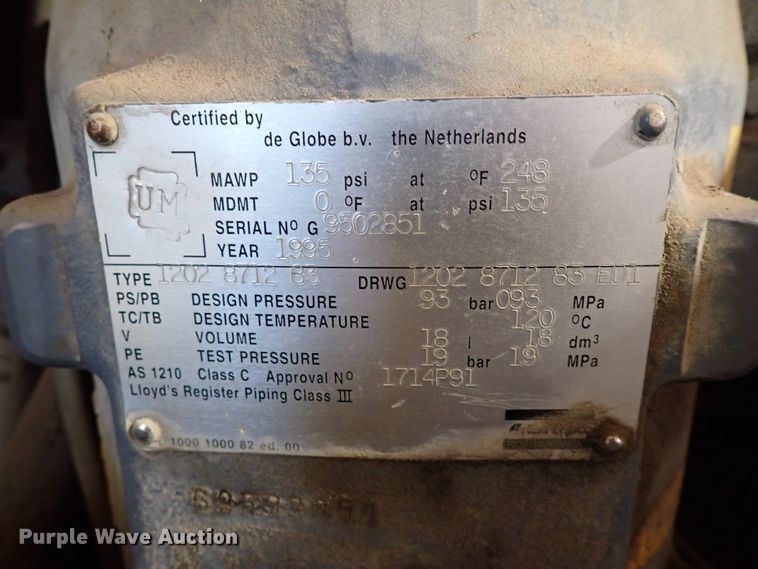 Certified by
de Globe b.v. the Netherlands
UM
MAWP 135 psi at ºF 248
MDMT 0 ºF at psi 135
SERIAL Nº G 9502851
YEAR 1995
TYPE 1202 8712 83 DRWG 1202 8712 83 ED1
PS/PB DESIGN PRESSURE 93 bar 093 MPa
TC/TB DESIGN TEMPERATURE 120 ºC
V VOLUME 18 l 18 dm³
PE TEST PRESSURE 19 bar 19 MPa
AS 1210 Class C Approval Nº 1714P91
Lloyd's Register Piping Class III
1000 1000 82 ed. 00
Purple Wave Auction